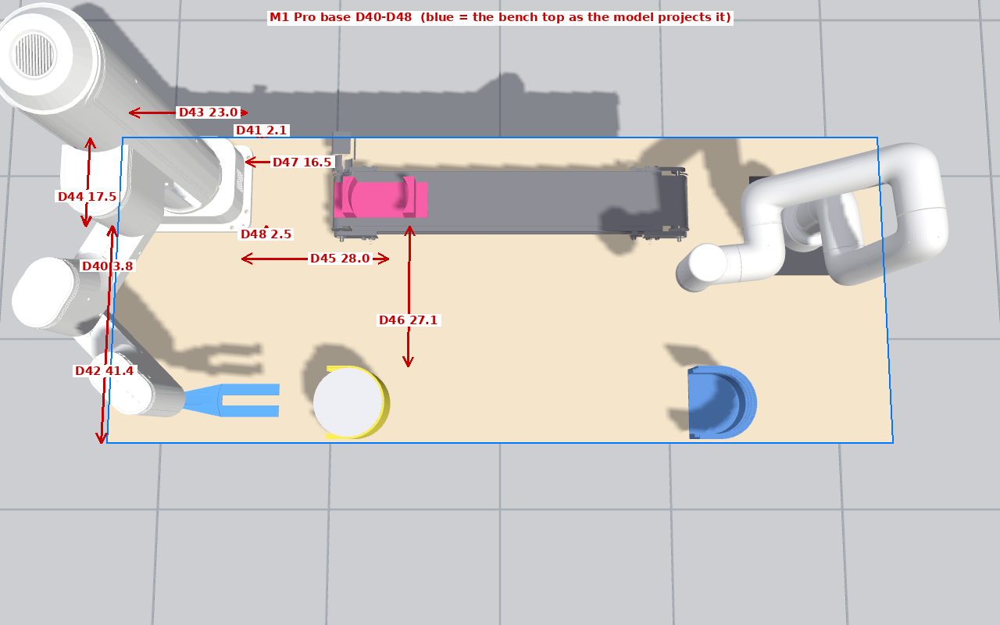 M1 Pro base D40-D48  (blue = the bench top as the model projects it)
D43 23.0
D41 2.1
D47 16.5
D44 17.5
D48 2.5
D45 28.0
D40 3.8
D46 27.1
D42 41.4